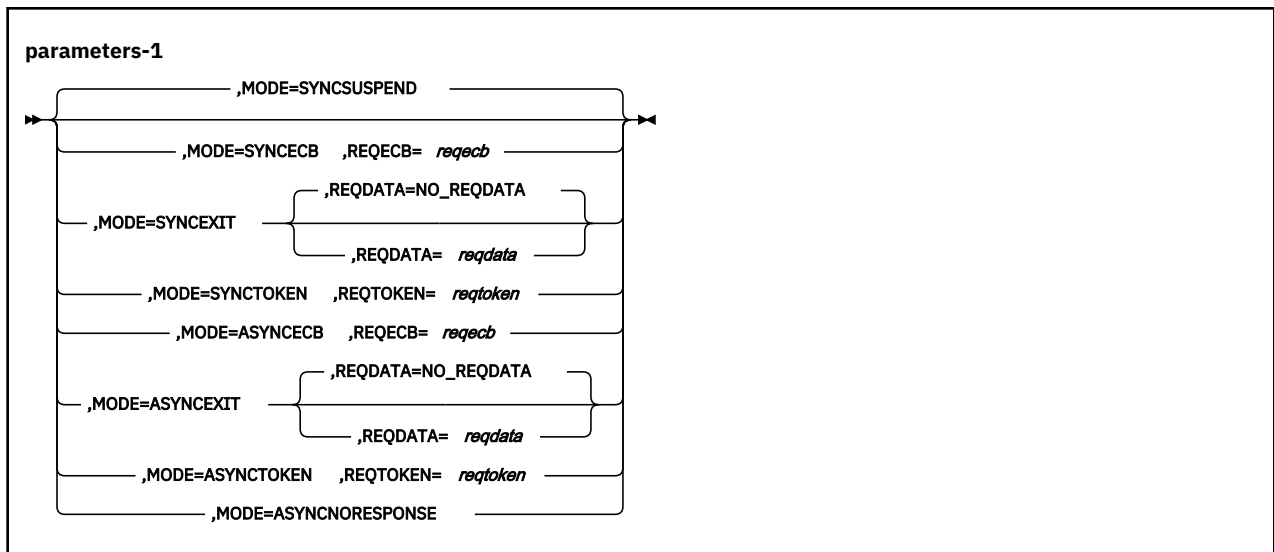 parameters-1
,MODE=SYNCSUSPEND
,MODE=SYNCECB ,REQECB= reqecb
,REQDATA=NO_REQDATA
,MODE=SYNCEXIT
,REQDATA= reqdata
,MODE=SYNCTOKEN ,REQTOKEN= reqtoken
,MODE=ASYNCECB ,REQECB= reqecb
,REQDATA=NO_REQDATA
,MODE=ASYNCEXIT
,REQDATA= reqdata
,MODE=ASYNCTOKEN ,REQTOKEN= reqtoken
,MODE=ASYNCNORESPONSE